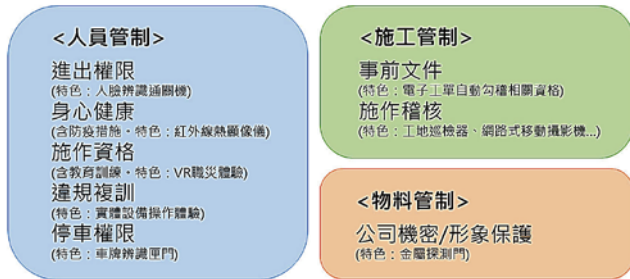 <人員管制>
進出權限
(特色：人臉辨識通關機)
身心健康
(含防疫措施，特色：紅外線熱顯像儀)
施作資格
(含教育訓練，特色：VR職災體驗)
違規複訓
(特色：實體設備操作體驗)
停車權限
(特色：車牌辨識匣門)
<施工管制>
事前文件
(特色：電子工單自動勾稽相關資格)
施作稽核
(特色：工地巡檢器、網路式移動攝影機...)
<物料管制>
公司機密/形象保護
(特色：金屬探測門)